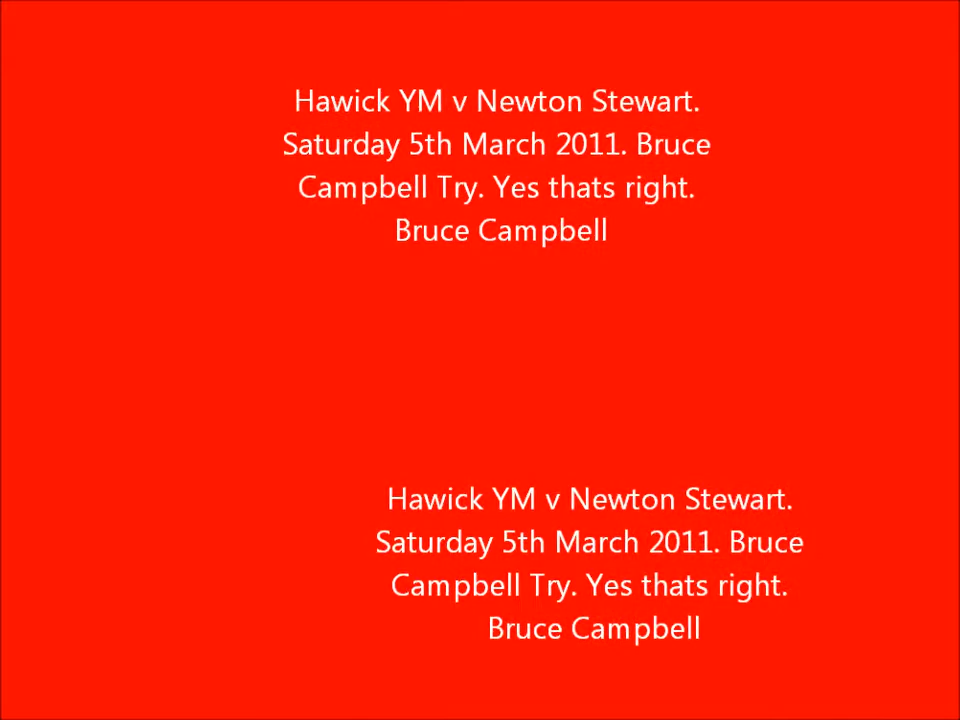 Hawick YM v Newton Stewart.
Saturday 5th March 2011. Bruce
Campbell Try. Yes thats right.
Bruce Campbell
Hawick YM v Newton Stewart.
Saturday 5th March 2011. Bruce
Campbell Try. Yes thats right.
Bruce Campbell